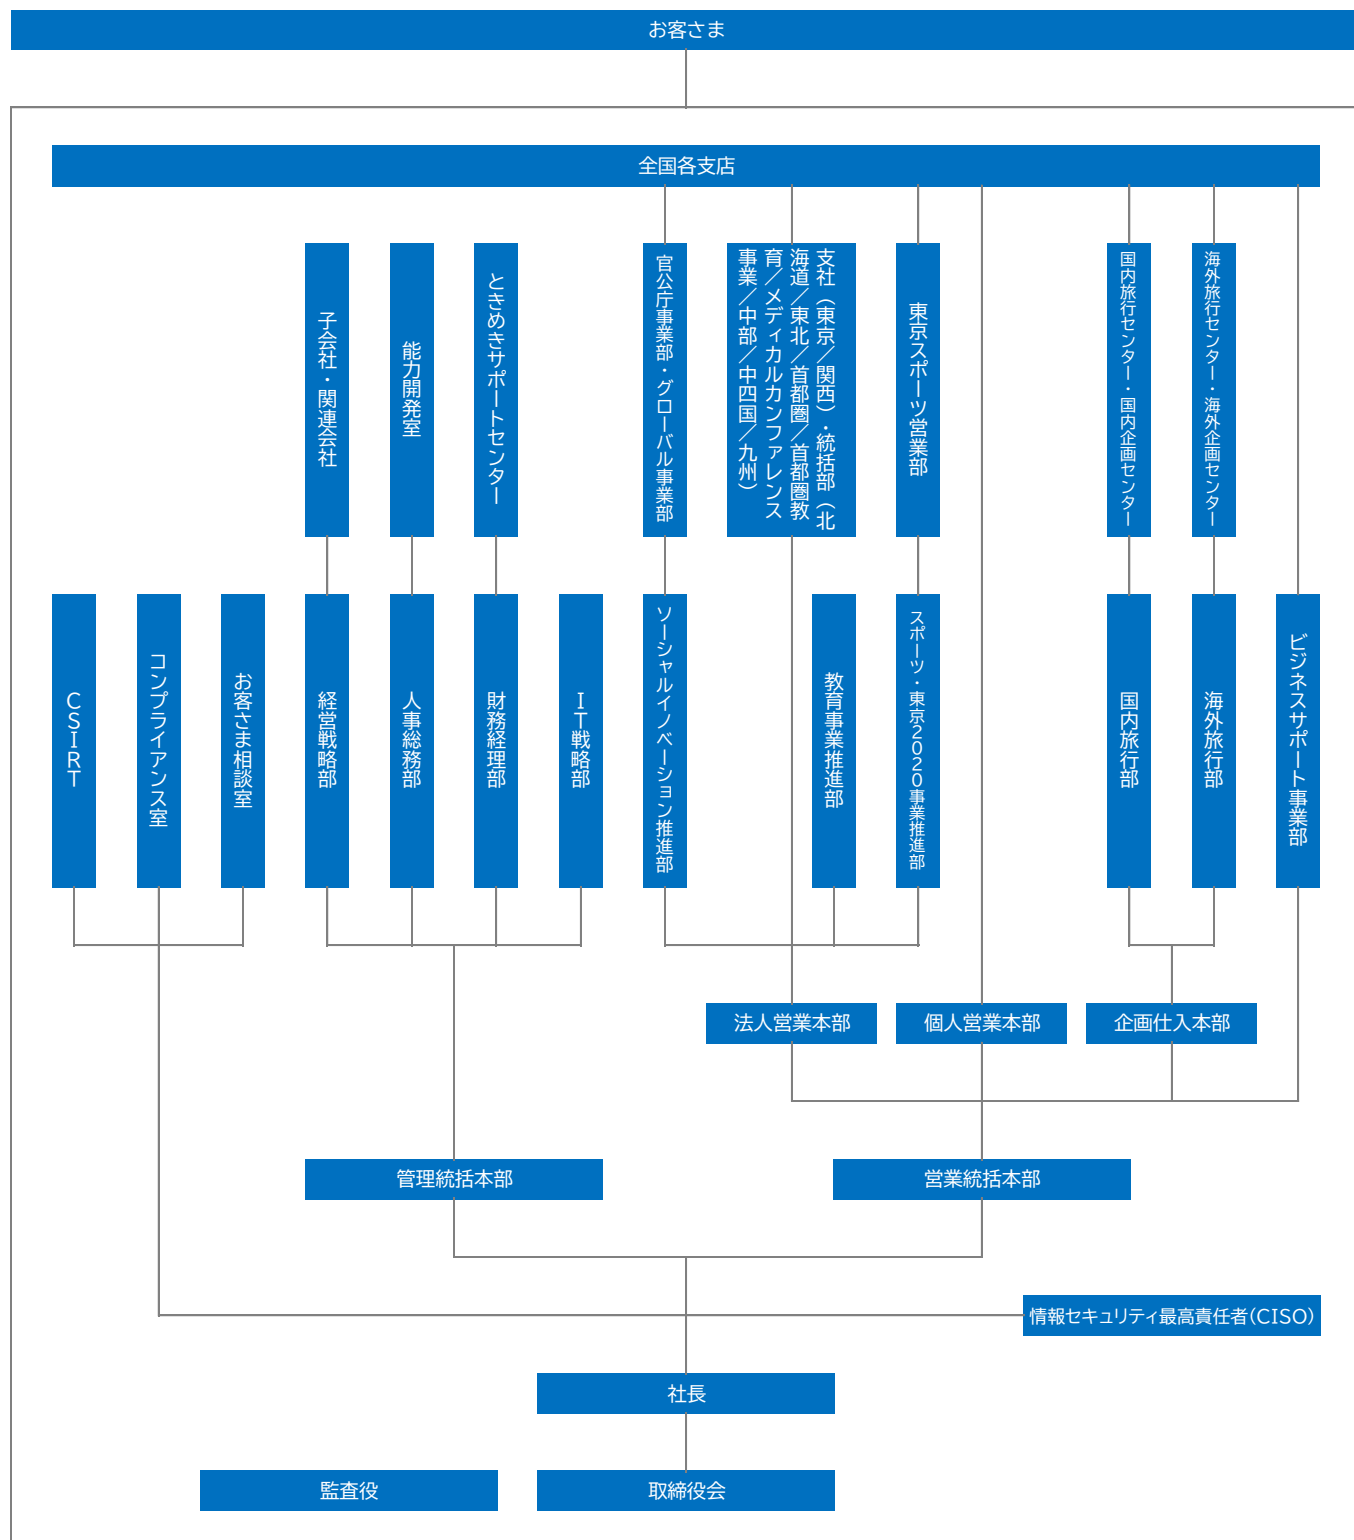 お客さま
全国各支店
子会社・関連会社
能力開発室
ときめきサポートセンター
官公庁事業部・グローバル事業部
支社（東京／関西）・統括部（北
海道／東北／首都圏／首都圏教
育／メディカルカンファレンス
事業／中部／中四国／九州）
東京スポーツ営業部
国内旅行センター・国内企画センター
海外旅行センター・海外企画センター
CSIRT
コンプライアンス室
お客さま相談室
経営戦略部
人事総務部
財務経理部
IT戦略部
ソーシャルイノベーション推進部
教育事業推進部
スポーツ・東京2020事業推進部
国内旅行部
海外旅行部
ビジネスサポート事業部
法人営業本部
個人営業本部
企画仕入本部
管理統括本部
営業統括本部
情報セキュリティ最高責任者(CISO)
社長
監査役
取締役会